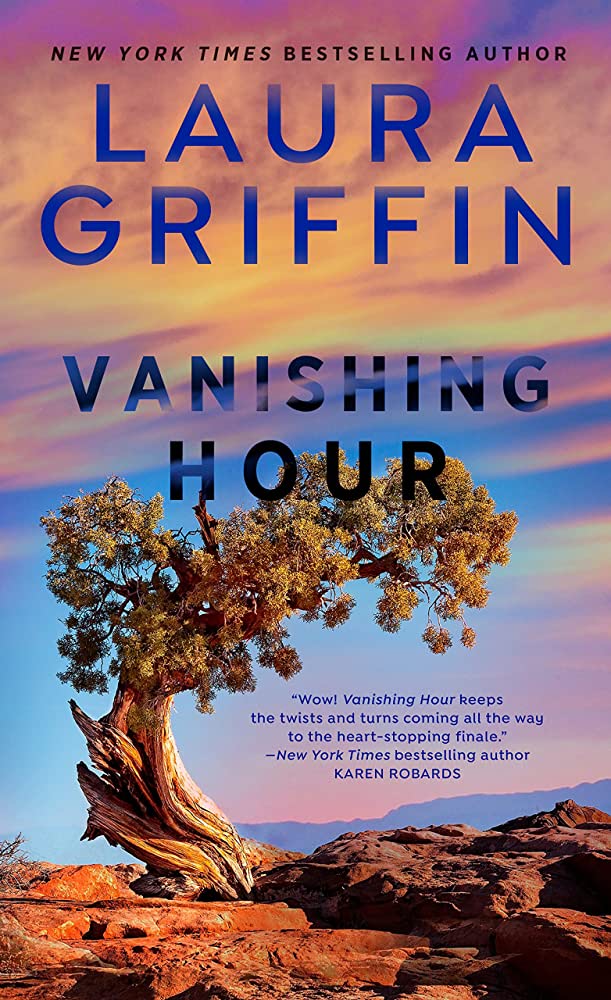 NEW YORK TIMES BESTSELLING AUTHOR
LAURA
GRIFFIN
VANISHING
HOUR
“Wow! Vanishing Hour keeps
the twists and turns coming all the way
to the heart-stopping finale.”
—New York Times bestselling author
KAREN ROBARDS